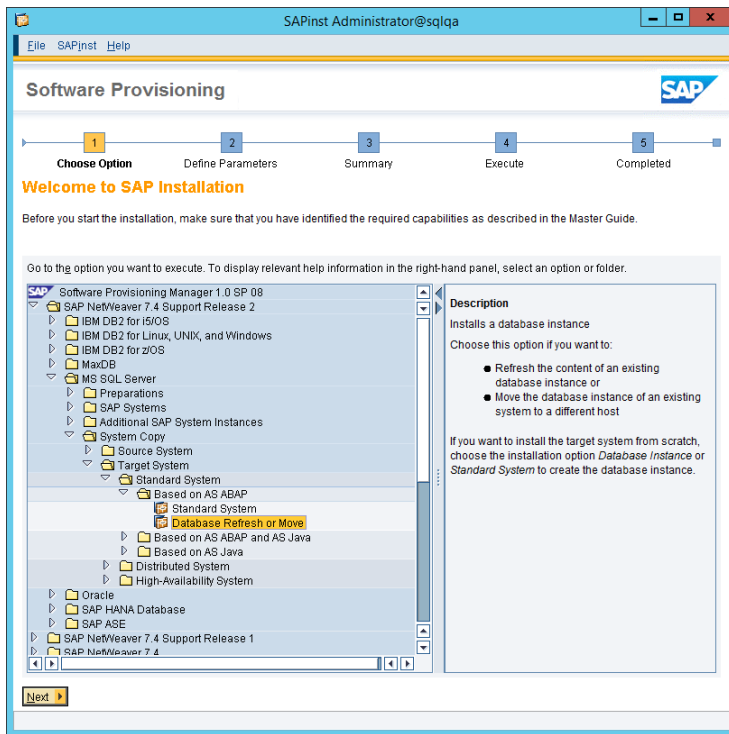 SAPinst Administrator@sqlqa
File SAPinst Help
Software Provisioning
SAP
1 2 3 4 5
Choose Option Define Parameters Summary Execute Completed
Welcome to SAP Installation
Before you start the installation, make sure that you have identified the required capabilities as described in the Master Guide.
Go to the option you want to execute. To display relevant help information in the right-hand panel, select an option or folder.
SAP Software Provisioning Manager 1.0 SP 08
SAP NetWeaver 7.4 Support Release 2
IBM DB2 for i5/OS
IBM DB2 for Linux, UNIX, and Windows
IBM DB2 for z/OS
MaxDB
MS SQL Server
Preparations
SAP Systems
Additional SAP System Instances
System Copy
Source System
Target System
Standard System
Based on AS ABAP
Standard System
Database Refresh or Move
Based on AS ABAP and AS Java
Based on AS Java
Distributed System
High-Availability System
Oracle
SAP HANA Database
SAP ASE
SAP NetWeaver 7.4 Support Release 1
SAP NetWeaver 7.4
Description
Installs a database instance
Choose this option if you want to:
Refresh the content of an existing
database instance or
Move the database instance of an existing
system to a different host
If you want to install the target system from scratch,
choose the installation option Database Instance or
Standard System to create the database instance.
Next